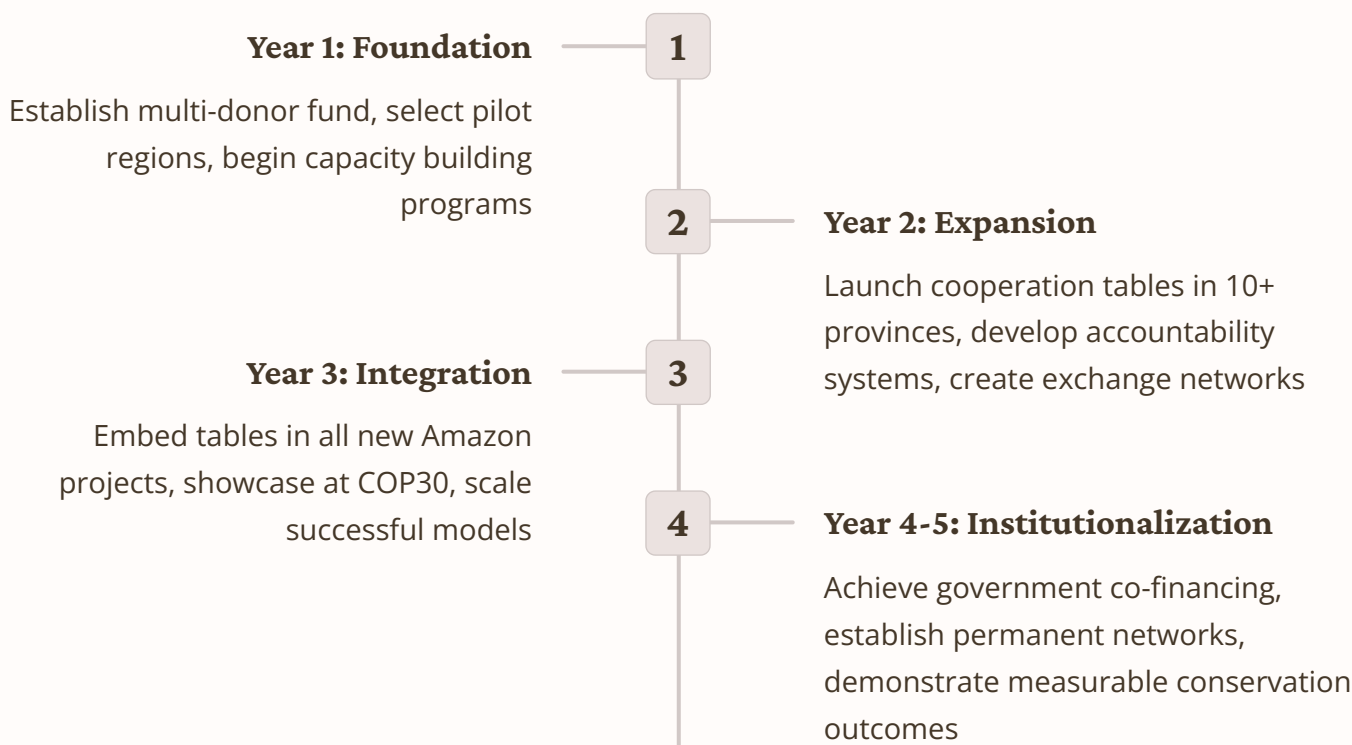 1
Year 1: Foundation
Establish multi-donor fund, select pilot
regions, begin capacity building
programs
2
Year 2: Expansion
Launch cooperation tables in 10+
provinces, develop accountability
systems, create exchange networks
3
Year 3: Integration
Embed tables in all new Amazon
projects, showcase at COP30, scale
successful models
4
Year 4-5: Institutionalization
Achieve government co-financing,
establish permanent networks,
demonstrate measurable conservation
outcomes